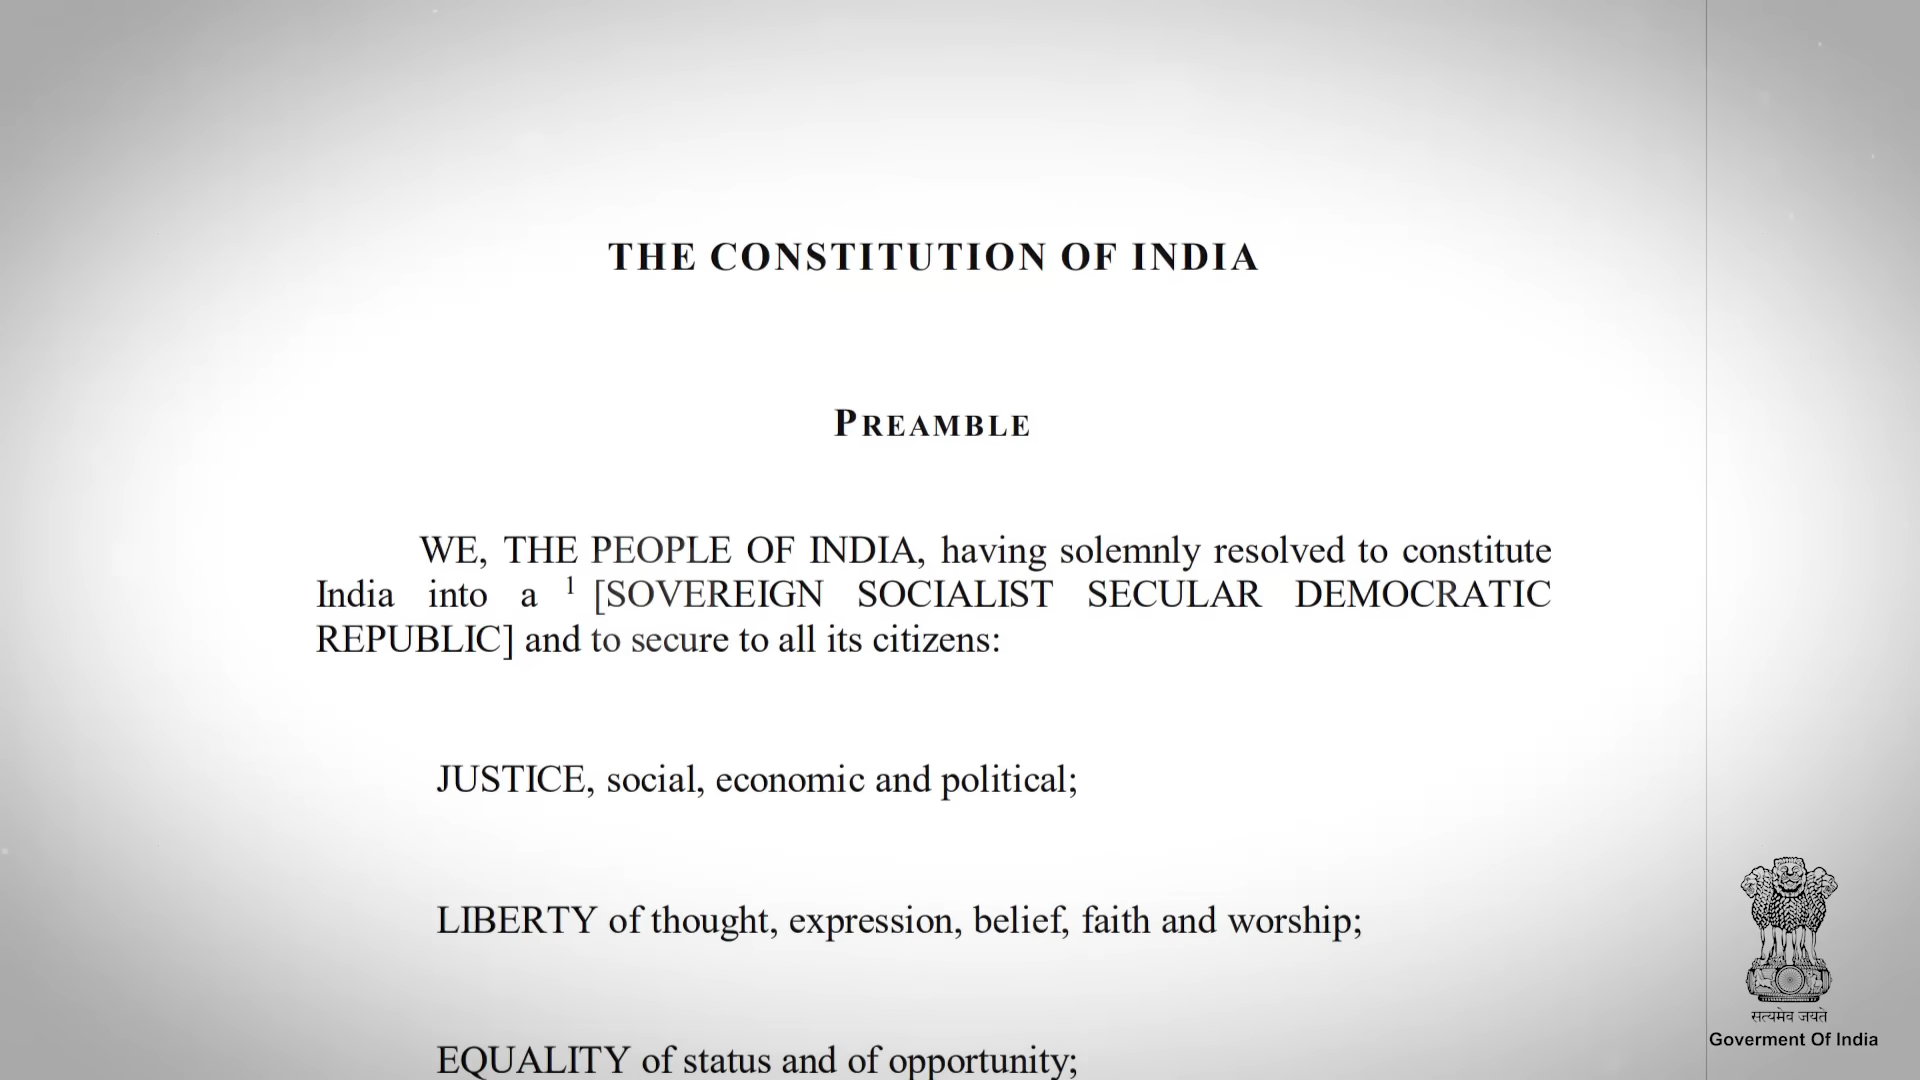 THE CONSTITUTION OF INDIA
PREAMBLE
WE, THE PEOPLE OF INDIA, having solemnly resolved to constitute
India into a 1 [SOVEREIGN SOCIALIST SECULAR DEMOCRATIC
REPUBLIC] and to secure to all its citizens:
JUSTICE, social, economic and political;
LIBERTY of thought, expression, belief, faith and worship;
EQUALITY of status and of opportunity;
सत्यमेव जयते
Goverment Of India